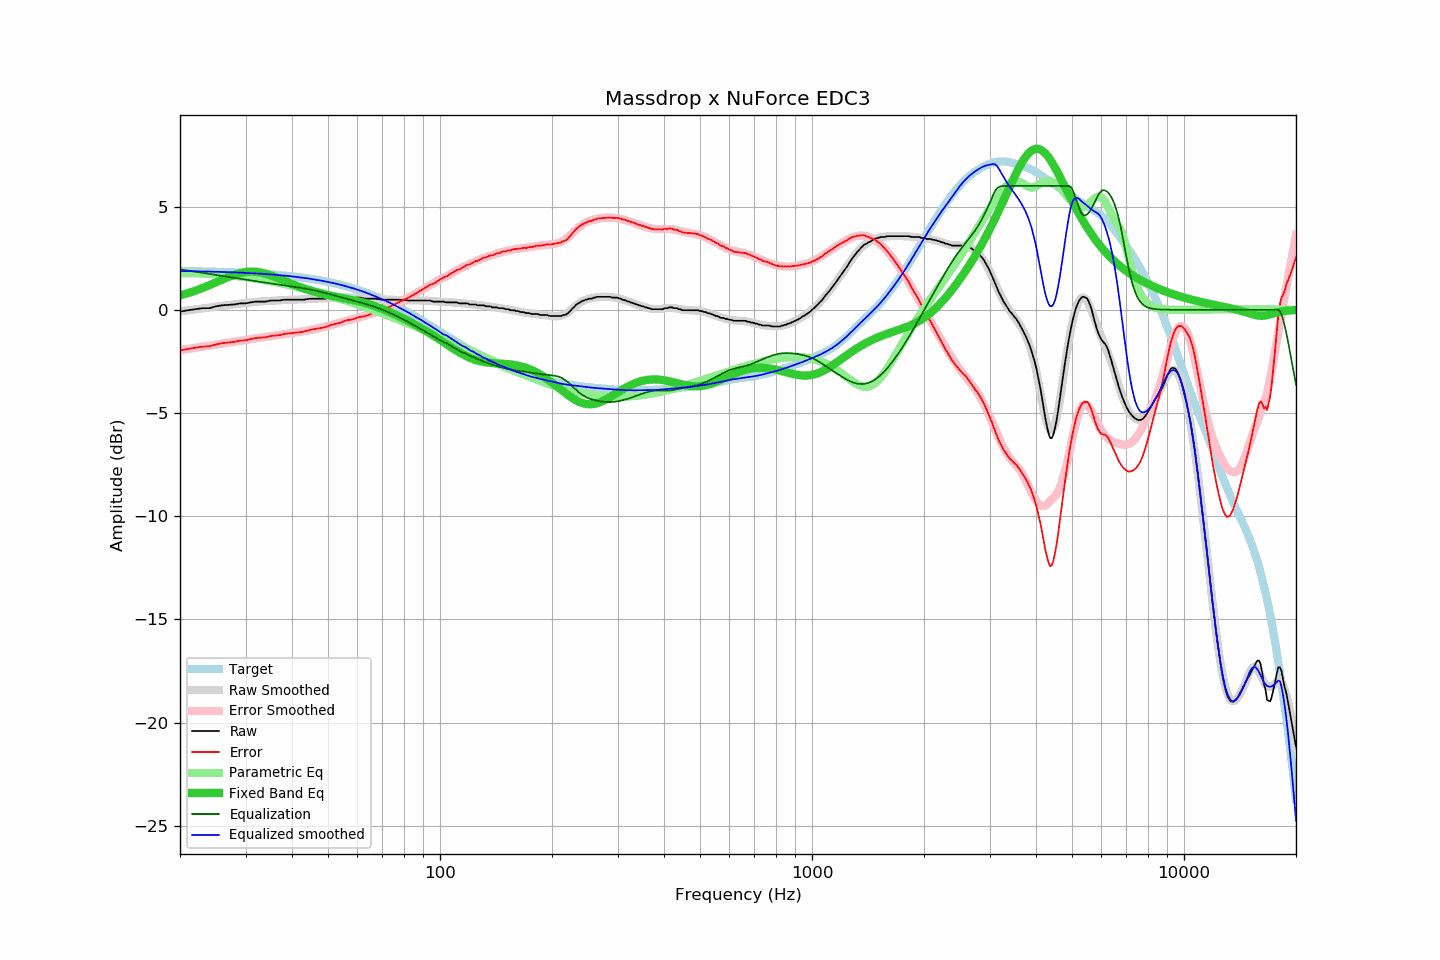 Massdrop x NuForce EDC3
5
0
−5
−10
−15
−20
−25
Amplitude (dBr)
Target
Raw Smoothed
Error Smoothed
Raw
Error
Parametric Eq
Fixed Band Eq
Equalization
Equalized smoothed
100
1000
10000
Frequency (Hz)